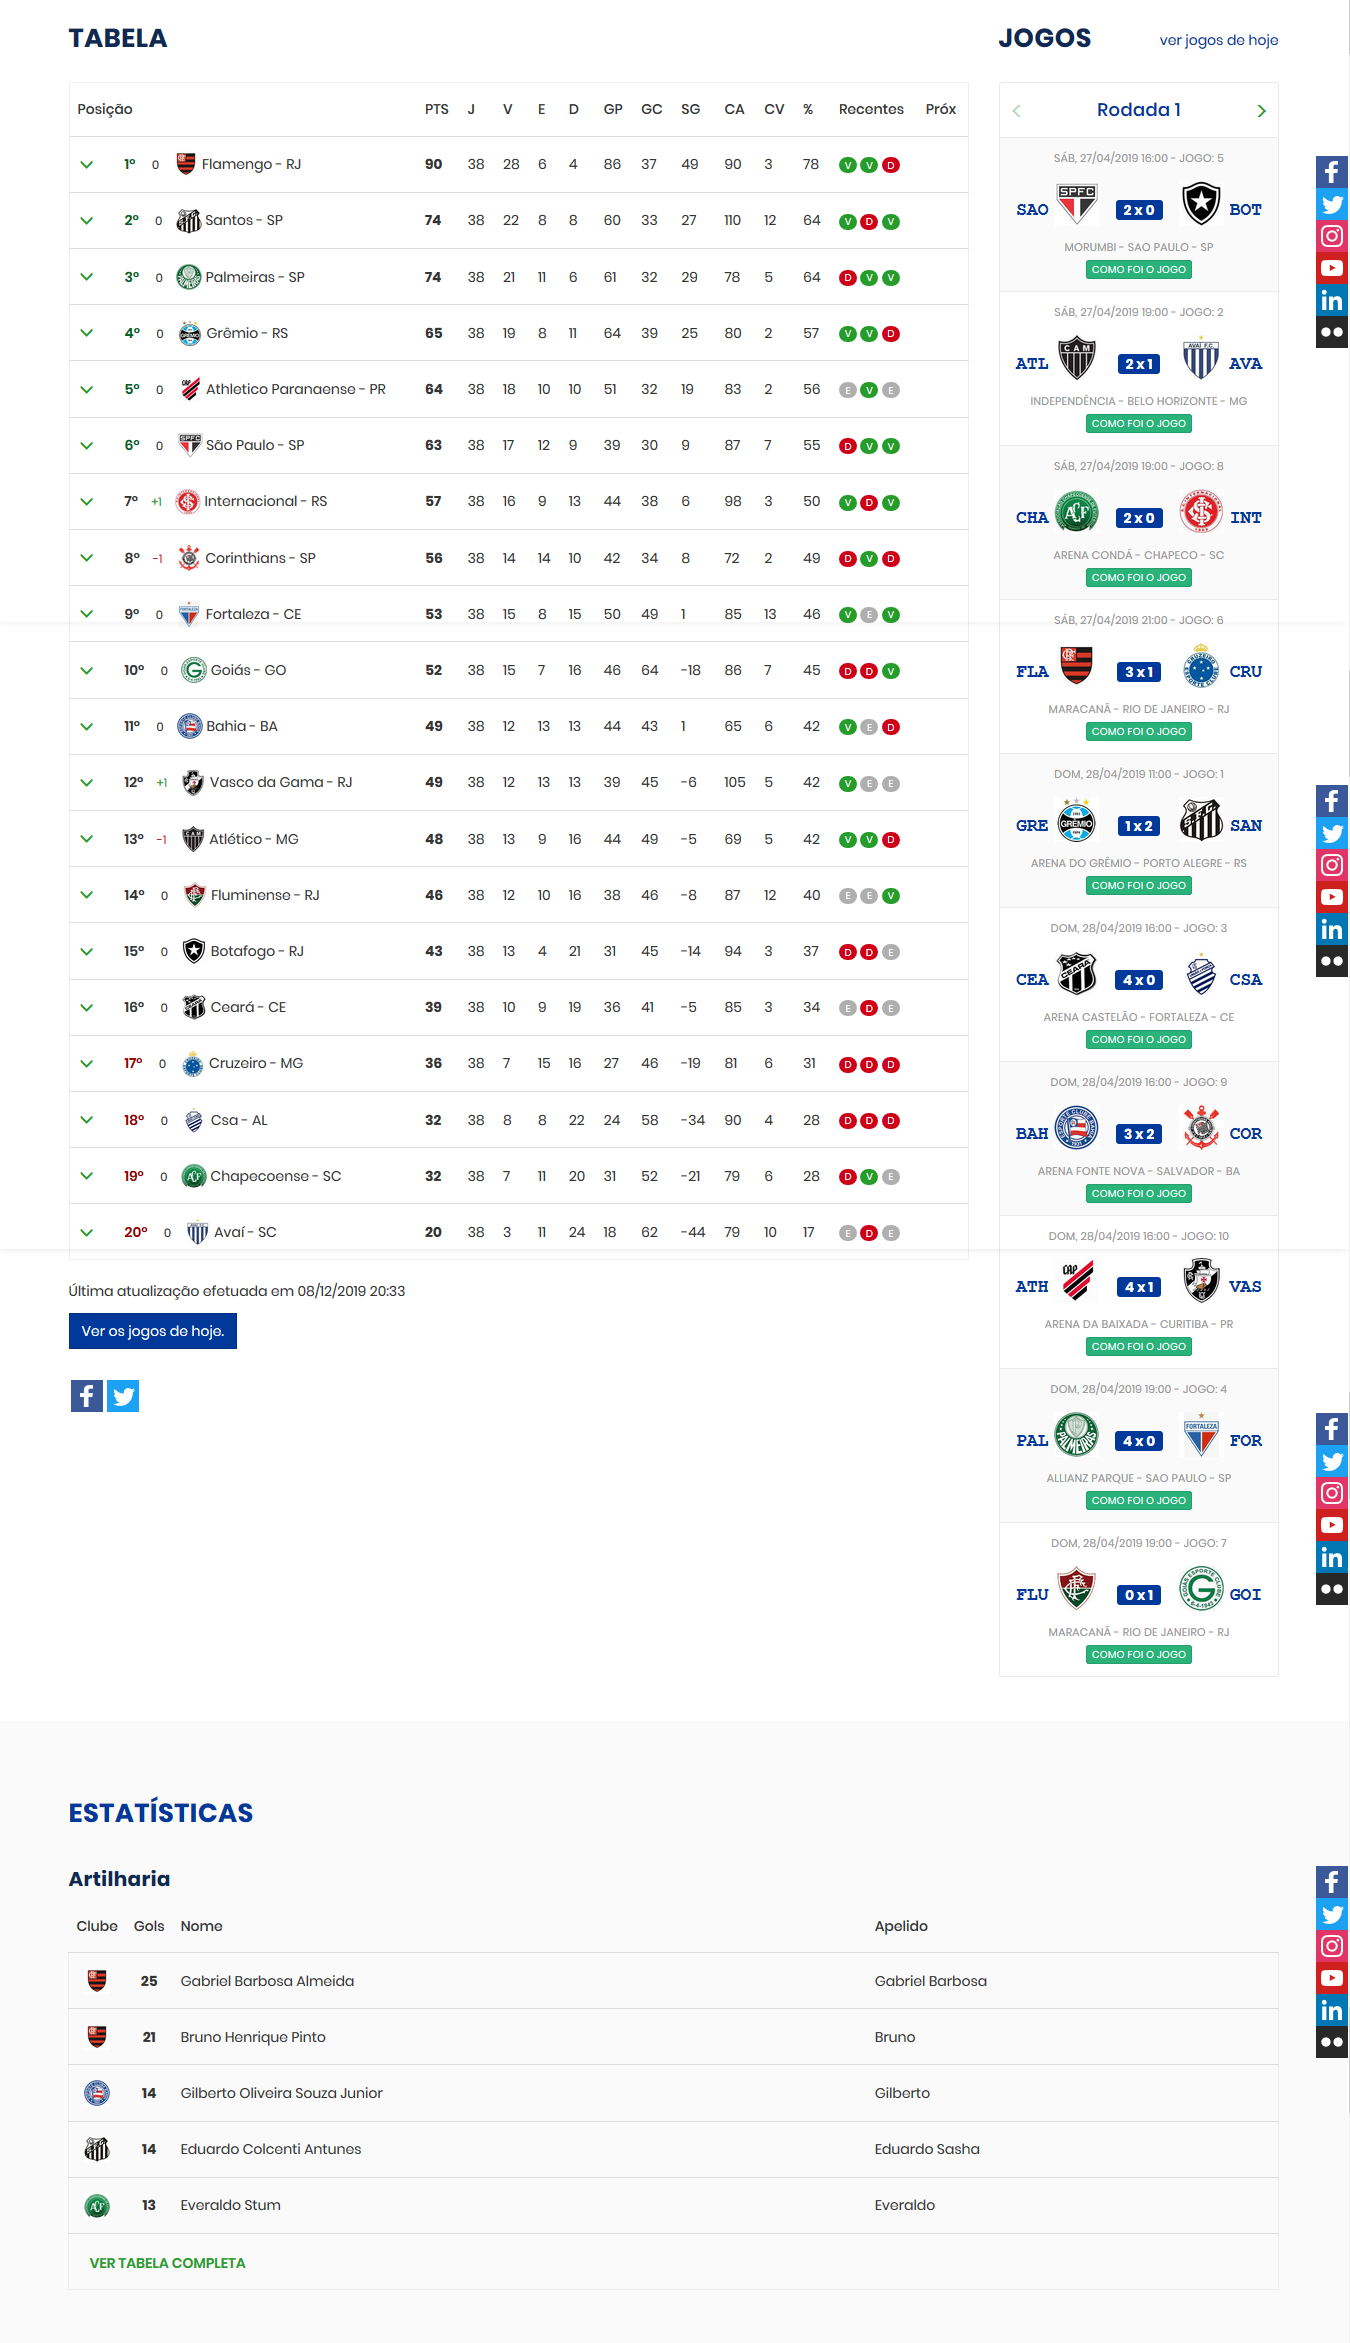 TABELA
Posição PTS J V E D GP GC SG CA CV % Recentes Próx
1º 0 Flamengo - RJ 90 38 28 6 4 86 37 49 90 3 78 V V D
2º 0 Santos - SP 74 38 22 8 8 60 33 27 110 12 64 V D V
3º 0 Palmeiras - SP 74 38 21 11 6 61 32 29 78 5 64 D V V
4º 0 Grêmio - RS 65 38 19 8 11 64 39 25 80 2 57 V V D
5º 0 Athletico Paranaense - PR 64 38 18 10 10 51 32 19 83 2 56 E V E
6º 0 São Paulo - SP 63 38 17 12 9 39 30 9 87 7 55 D V V
7º +1 Internacional - RS 57 38 16 9 13 44 38 6 98 3 50 V D V
8º -1 Corinthians - SP 56 38 14 14 10 42 34 8 72 2 49 D V D
9º 0 Fortaleza - CE 53 38 15 8 15 50 49 1 85 13 46 V E V
10º 0 Goiás - GO 52 38 15 7 16 46 64 -18 86 7 45 D D V
11º 0 Bahia - BA 49 38 12 13 13 44 43 1 65 6 42 V E D
12º +1 Vasco da Gama - RJ 49 38 12 13 13 39 45 -6 105 5 42 V E E
13º -1 Atlético - MG 48 38 13 9 16 44 49 -5 69 5 42 V V D
14º 0 Fluminense - RJ 46 38 12 10 16 38 46 -8 87 12 40 E E V
15º 0 Botafogo - RJ 43 38 13 4 21 31 45 -14 94 3 37 D D E
16º 0 Ceará - CE 39 38 10 9 19 36 41 -5 85 3 34 E D E
17º 0 Cruzeiro - MG 36 38 7 15 16 27 46 -19 81 6 31 D D D
18º 0 Csa - AL 32 38 8 8 22 24 58 -34 90 4 28 D D D
19º 0 Chapecoense - SC 32 38 7 11 20 31 52 -21 79 6 28 D V E
20º 0 Avaí - SC 20 38 3 11 24 18 62 -44 79 10 17 E D E
Última atualização efetuada em 08/12/2019 20:33
Ver os jogos de hoje.
JOGOS ver jogos de hoje
Rodada 1
SÁB, 27/04/2019 16:00 - JOGO: 5
SAO 2 x 0 BOT
MORUMBI - SAO PAULO - SP
COMO FOI O JOGO
SÁB, 27/04/2019 19:00 - JOGO: 2
ATL 2 x 1 AVA
INDEPENDÊNCIA - BELO HORIZONTE - MG
COMO FOI O JOGO
SÁB, 27/04/2019 19:00 - JOGO: 8
CHA 2 x 0 INT
ARENA CONDÁ - CHAPECO - SC
COMO FOI O JOGO
SÁB, 27/04/2019 21:00 - JOGO: 6
FLA 3 x 1 CRU
MARACANÃ - RIO DE JANEIRO - RJ
COMO FOI O JOGO
DOM, 28/04/2019 11:00 - JOGO: 1
GRE 1 x 2 SAN
ARENA DO GRÊMIO - PORTO ALEGRE - RS
COMO FOI O JOGO
DOM, 28/04/2019 16:00 - JOGO: 3
CEA 4 x 0 CSA
ARENA CASTELÃO - FORTALEZA - CE
COMO FOI O JOGO
DOM, 28/04/2019 16:00 - JOGO: 9
BAH 3 x 2 COR
ARENA FONTE NOVA - SALVADOR - BA
COMO FOI O JOGO
DOM, 28/04/2019 16:00 - JOGO: 10
ATH 4 x 1 VAS
ARENA DA BAIXADA - CURITIBA - PR
COMO FOI O JOGO
DOM, 28/04/2019 19:00 - JOGO: 4
PAL 4 x 0 FOR
ALLIANZ PARQUE - SAO PAULO - SP
COMO FOI O JOGO
DOM, 28/04/2019 19:00 - JOGO: 7
FLU 0 x 1 GOI
MARACANÃ - RIO DE JANEIRO - RJ
COMO FOI O JOGO
ESTATÍSTICAS
Artilharia
Clube Gols Nome Apelido
25 Gabriel Barbosa Almeida Gabriel Barbosa
21 Bruno Henrique Pinto Bruno
14 Gilberto Oliveira Souza Junior Gilberto
14 Eduardo Colcenti Antunes Eduardo Sasha
13 Everaldo Stum Everaldo
VER TABELA COMPLETA